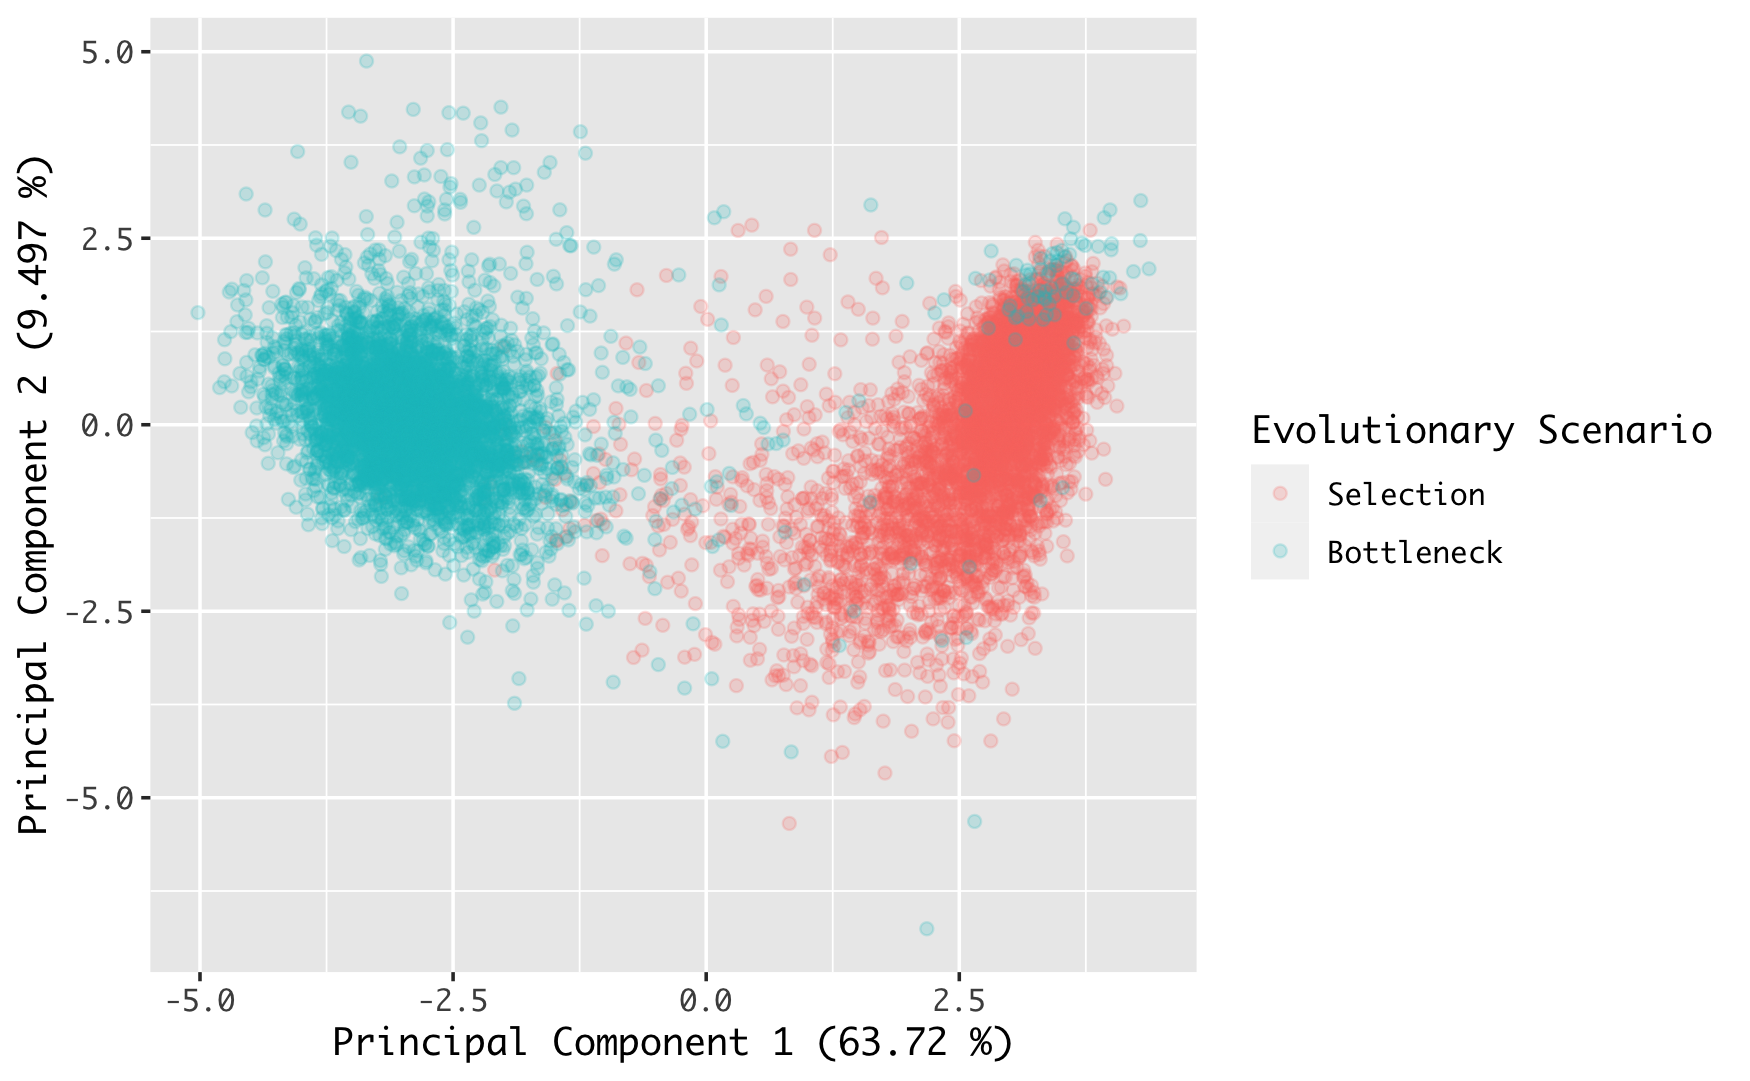 5.0
2.5
0.0
-2.5
-5.0
Principal Component 2 (9.497 %)
-5.0
-2.5
0.0
2.5
Principal Component 1 (63.72 %)
Evolutionary Scenario
Selection
Bottleneck